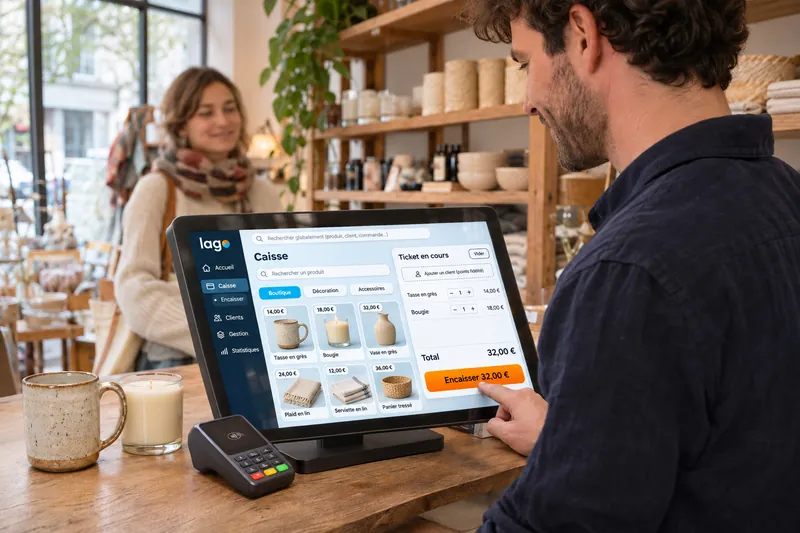 lago
Rechercher globalement (produit, client, commande...)
Accueil
Caisse
Encaisser
Clients
Gestion
Statistiques
Caisse
Rechercher un produit
Boutique
Décoration
Accessoires
14,00 €
Tasse en grès
18,00 €
Bougie
32,00 €
Vase en grès
24,00 €
Plaid en lin
12,00 €
Serviette en lin
36,00 €
Panier tressé
Ticket en cours
Vider
Ajouter un client (points fidélité)
Tasse en grès − 1 + 14,00 €
Bougie − 1 + 18,00 €
Total 32,00 €
Encaisser 32,00 €